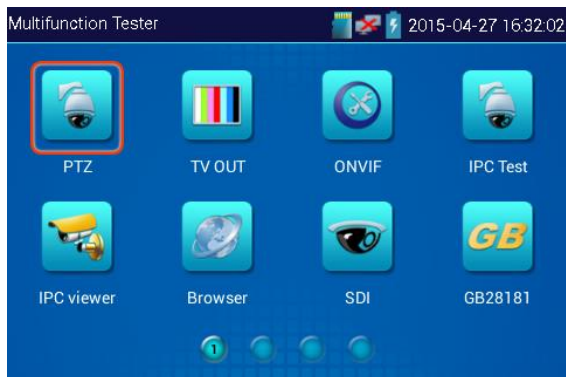 Multifunction Tester
2015-04-27 16:32:02
PTZ
TV OUT
ONVIF
IPC Test
GB
IPC viewer
Browser
SDI
GB28181
1